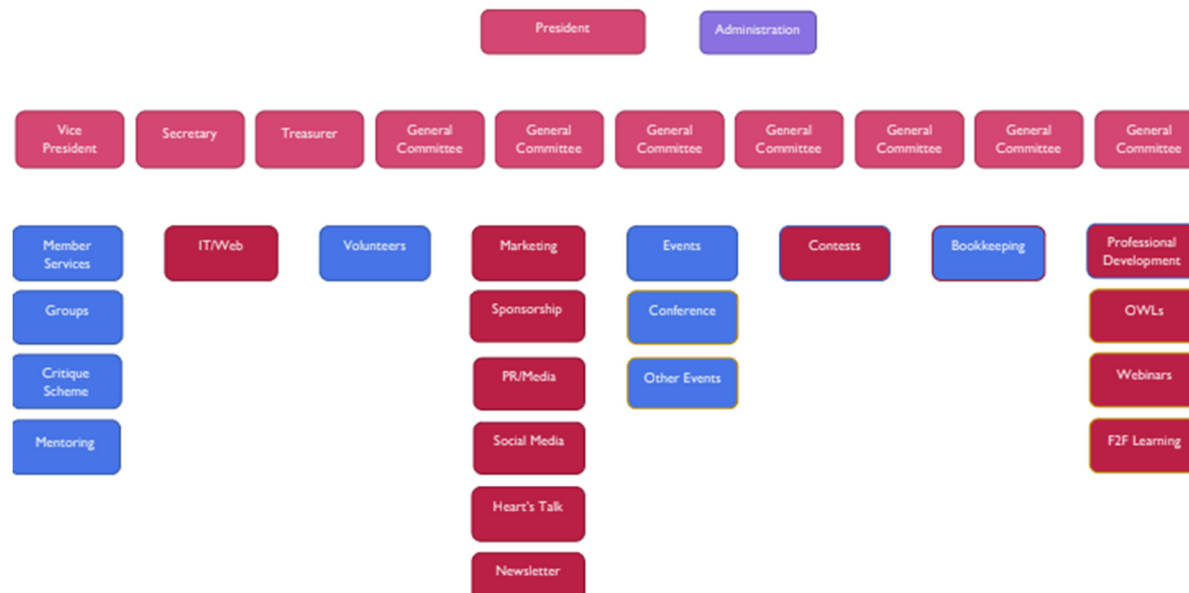 President
Administration
Vice
President
Secretary
Treasurer
General
Committee
General
Committee
General
Committee
General
Committee
General
Committee
General
Committee
General
Committee
Member
Services
IT/Web
Volunteers
Marketing
Events
Contests
Bookkeeping
Professional
Development
Groups
Sponsorship
Conference
OWLs
Critique
Scheme
PR/Media
Other Events
Webinars
Mentoring
Social Media
F2F Learning
Heart's Talk
Newsletter